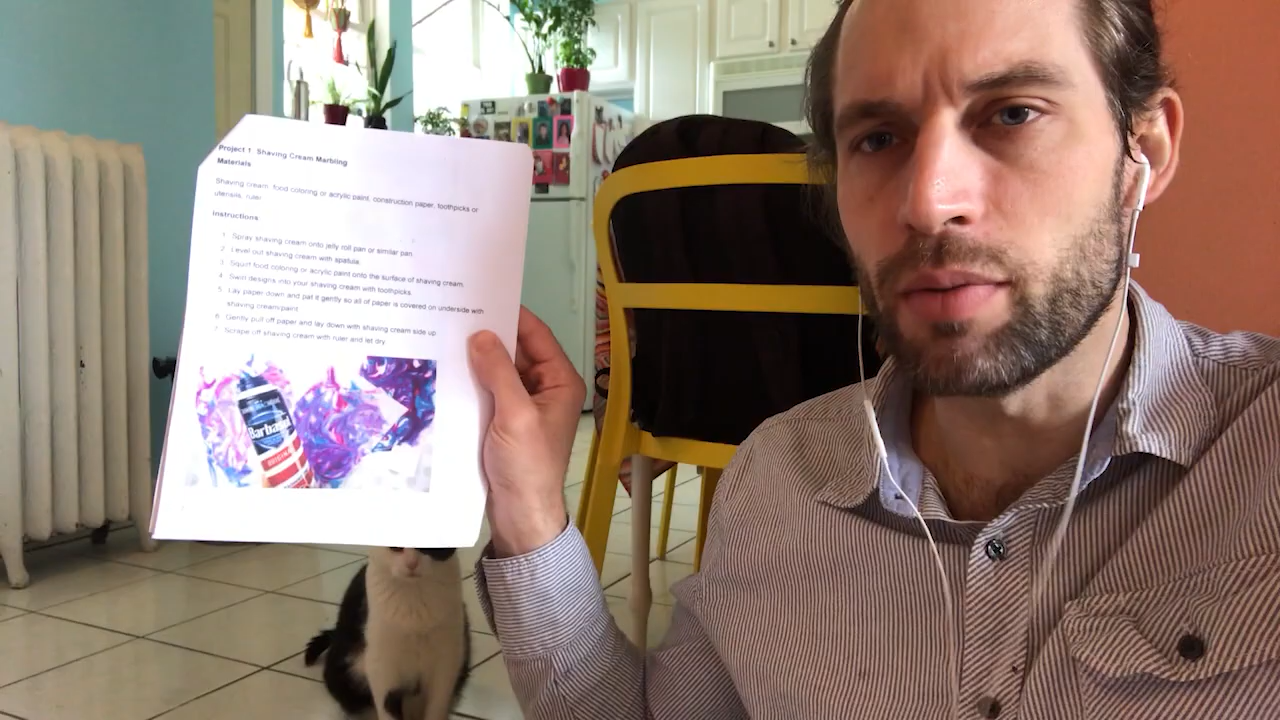 Project 1 Shaving Cream Marbling
Materials
Shaving cream, food coloring or acrylic paint, construction paper, toothpicks or
utensils, ruler
Instructions
1. Spray shaving cream onto jelly roll pan or similar pan.
2. Level out shaving cream with spatula.
3. Squirt food coloring or acrylic paint onto the surface of shaving cream.
4. Swirl designs into your shaving cream with toothpicks.
5. Lay paper down and pat it gently so all of paper is covered on underside with
shaving cream/paint
6. Gently pull off paper and lay down with shaving cream side up
7. Scrape off shaving cream with ruler and let dry
Barbasol
ORIGINAL